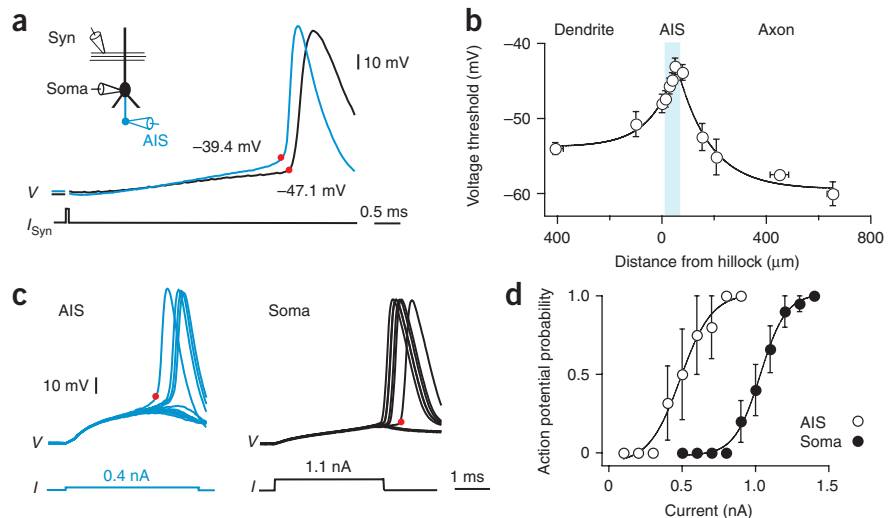 a
Syn
Soma
AIS
10 mV
–39.4 mV
–47.1 mV
V
I Syn
0.5 ms
b
Dendrite AIS Axon
Voltage threshold (mV)
–40
–50
–60
400 0 400 800
Distance from hillock (μm)
c
AIS
Soma
10 mV
V
V
I
0.4 nA
I
1.1 nA
1 ms
d
Action potential probability
1.0
0.5
0
0 0.5 1.0 1.5
Current (nA)
AIS
Soma